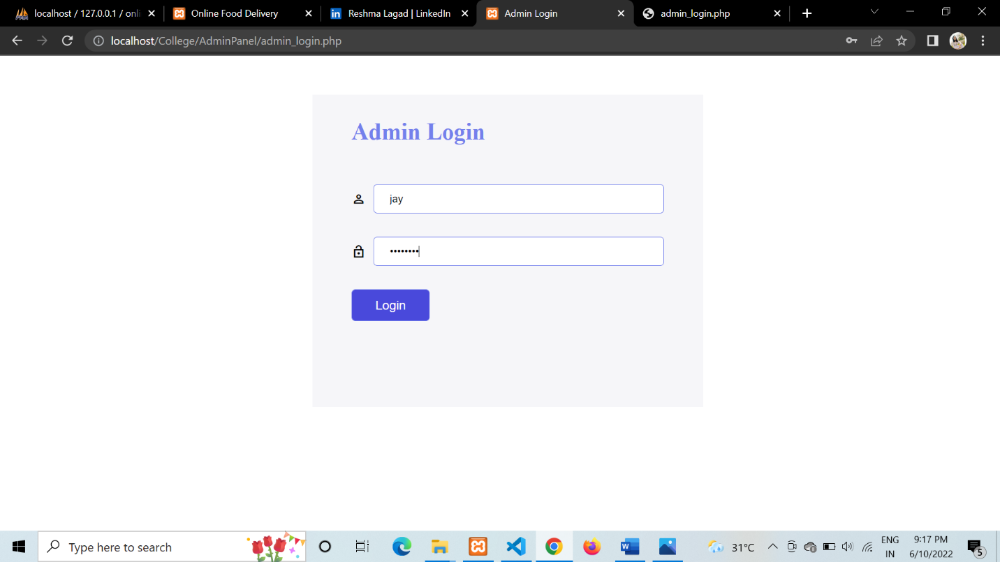 localhost / 127.0.0.1 / onli
Online Food Delivery
Reshma Lagad | LinkedIn
Admin Login
admin_login.php
localhost/College/AdminPanel/admin_login.php
Admin Login
jay
••••••••
Login
Type here to search
31°C
ENG
IN
9:17 PM
6/10/2022
5